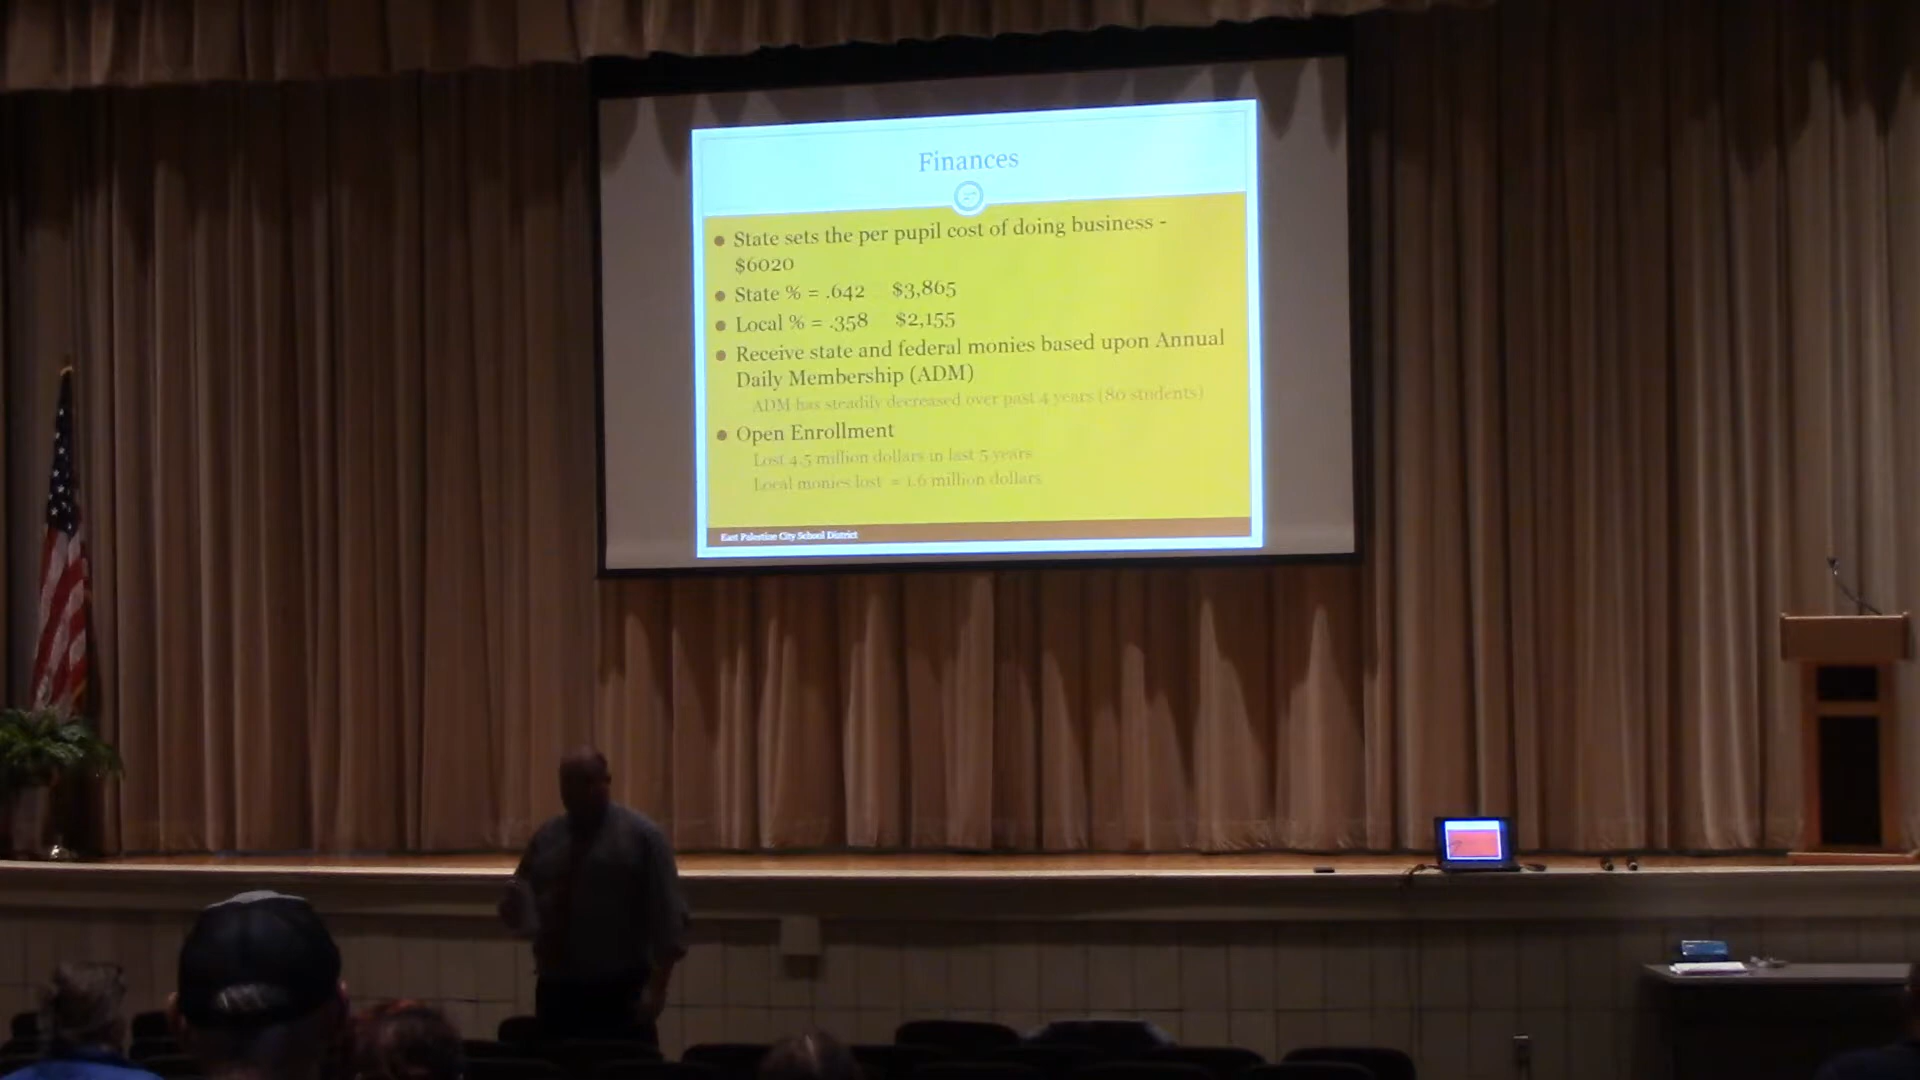 Finances
State sets the per pupil cost of doing business -
$6020
State % = .642 $3,865
Local % = .358 $2,155
Receive state and federal monies based upon Annual
Daily Membership (ADM)
ADM has steadily decreased over past 4 years (80 students)
Open Enrollment
Lost 4.5 million dollars in last 5 years
Local monies lost = 1.6 million dollars
East Palestine City School District